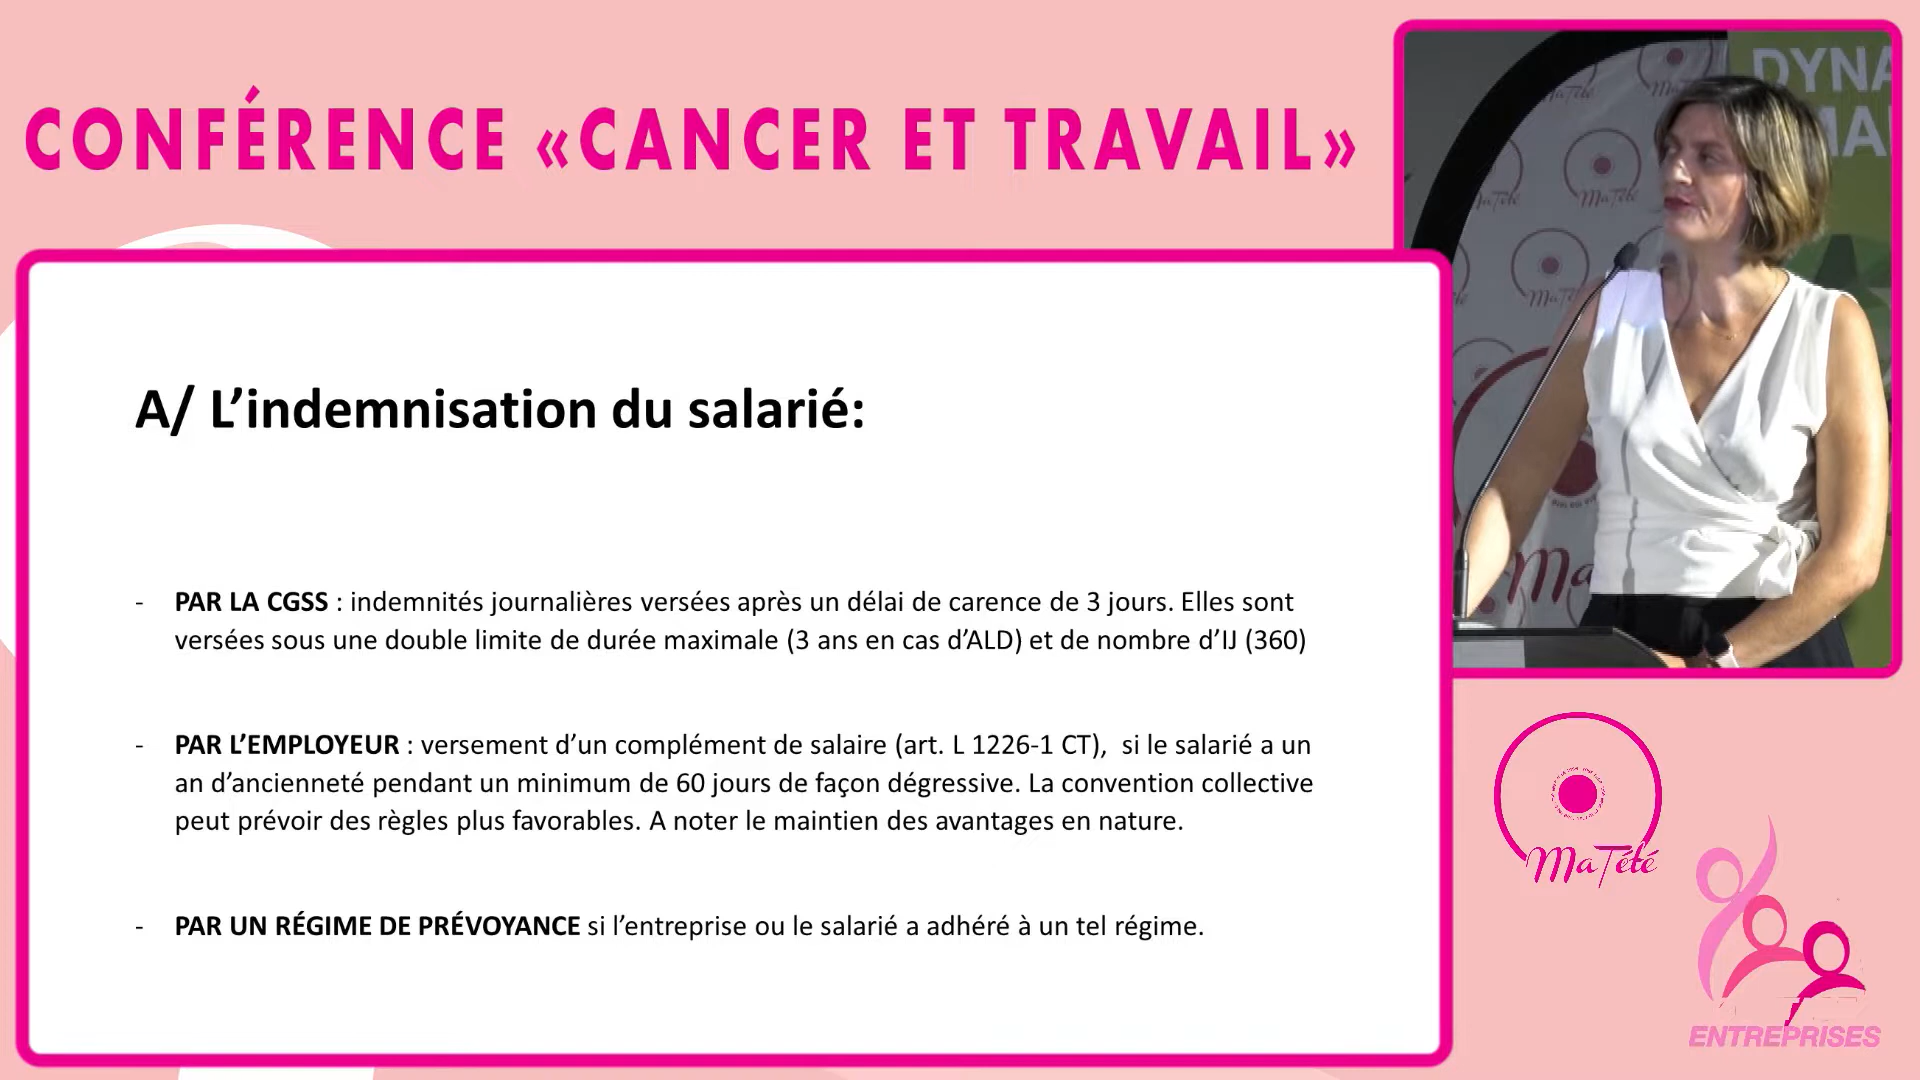 CONFÉRENCE «CANCER ET TRAVAIL»
DYNA
MA
MaTété
A/ L’indemnisation du salarié:
- PAR LA CGSS : indemnités journalières versées après un délai de carence de 3 jours. Elles sont
versées sous une double limite de durée maximale (3 ans en cas d’ALD) et de nombre d’IJ (360)
- PAR L’EMPLOYEUR : versement d’un complément de salaire (art. L 1226-1 CT),  si le salarié a un
an d’ancienneté pendant un minimum de 60 jours de façon dégressive. La convention collective
peut prévoir des règles plus favorables. A noter le maintien des avantages en nature.
- PAR UN RÉGIME DE PRÉVOYANCE si l’entreprise ou le salarié a adhéré à un tel régime.
MaTété
ENTREPRISES